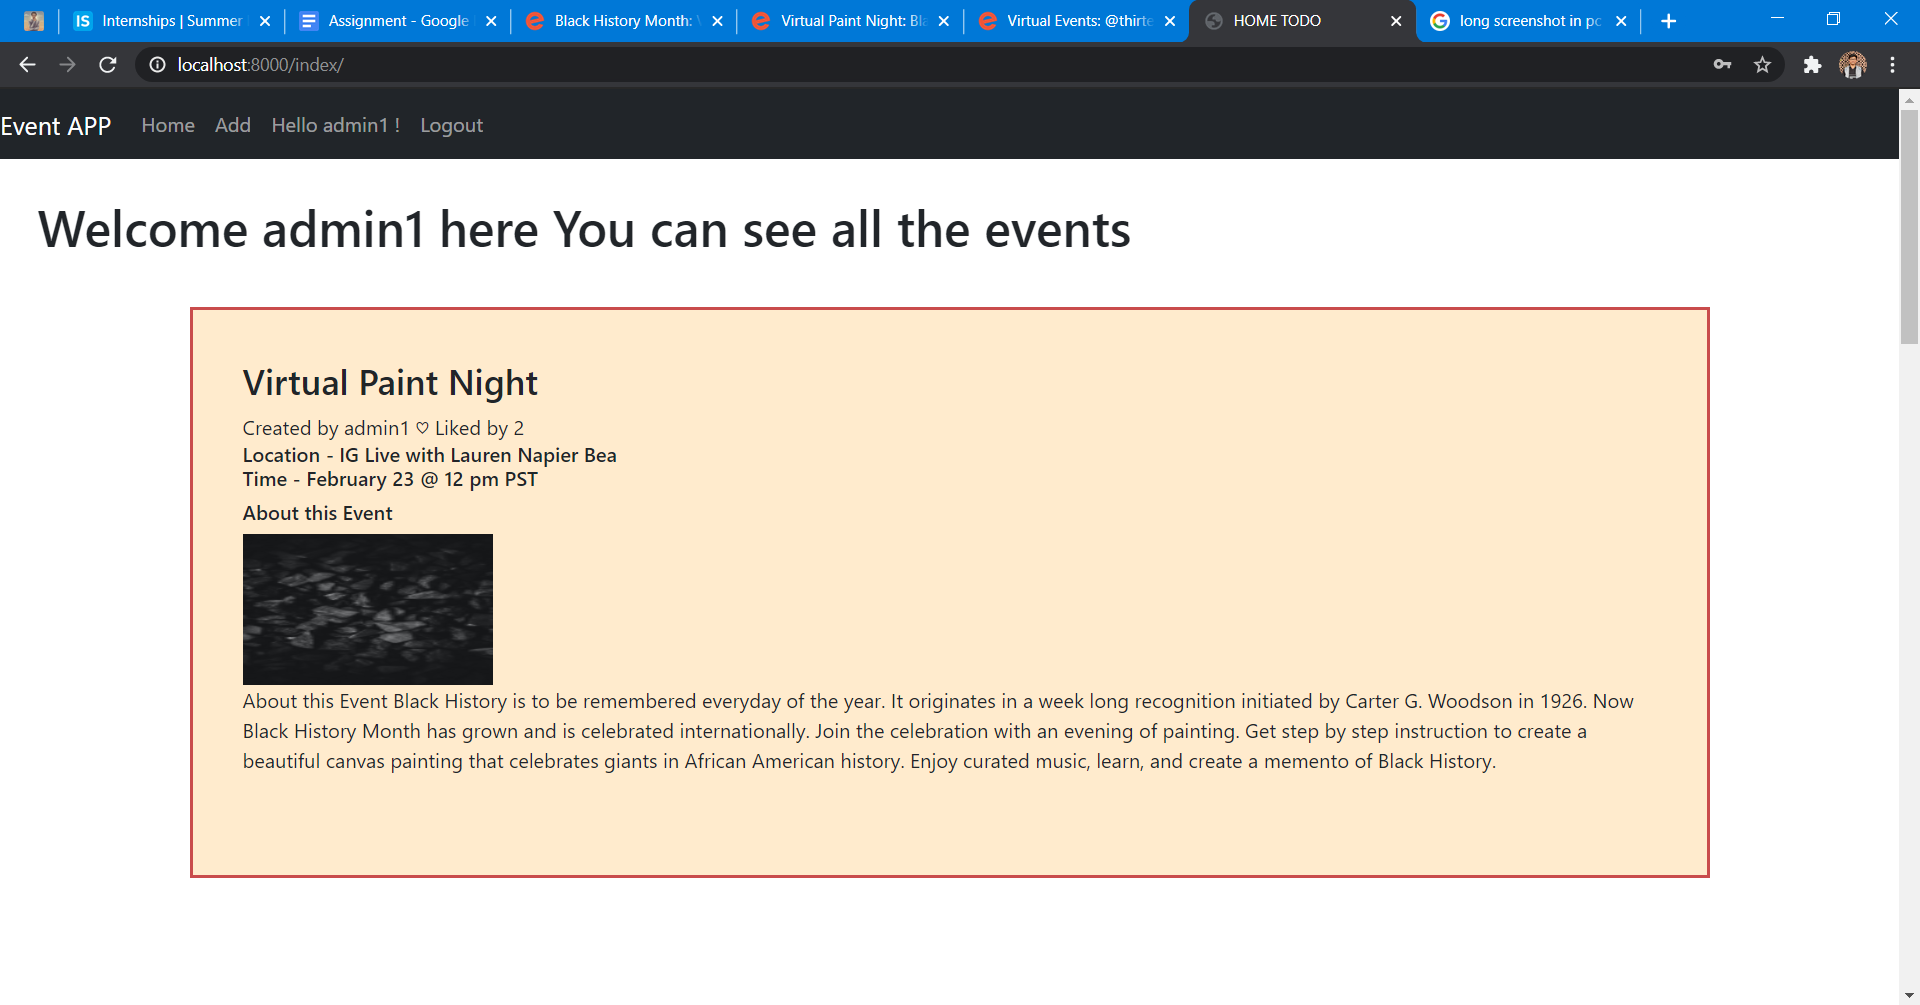 Internships | Summer
Assignment - Google
Black History Month:
Virtual Paint Night: Bla
Virtual Events: @thirte
HOME TODO
long screenshot in pc
localhost:8000/index/
Event APP Home Add Hello admin1 ! Logout
Welcome admin1 here You can see all the events
Virtual Paint Night
Created by admin1 ♡ Liked by 2
Location - IG Live with Lauren Napier Bea
Time - February 23 @ 12 pm PST
About this Event
About this Event Black History is to be remembered everyday of the year. It originates in a week long recognition initiated by Carter G. Woodson in 1926. Now
Black History Month has grown and is celebrated internationally. Join the celebration with an evening of painting. Get step by step instruction to create a
beautiful canvas painting that celebrates giants in African American history. Enjoy curated music, learn, and create a memento of Black History.